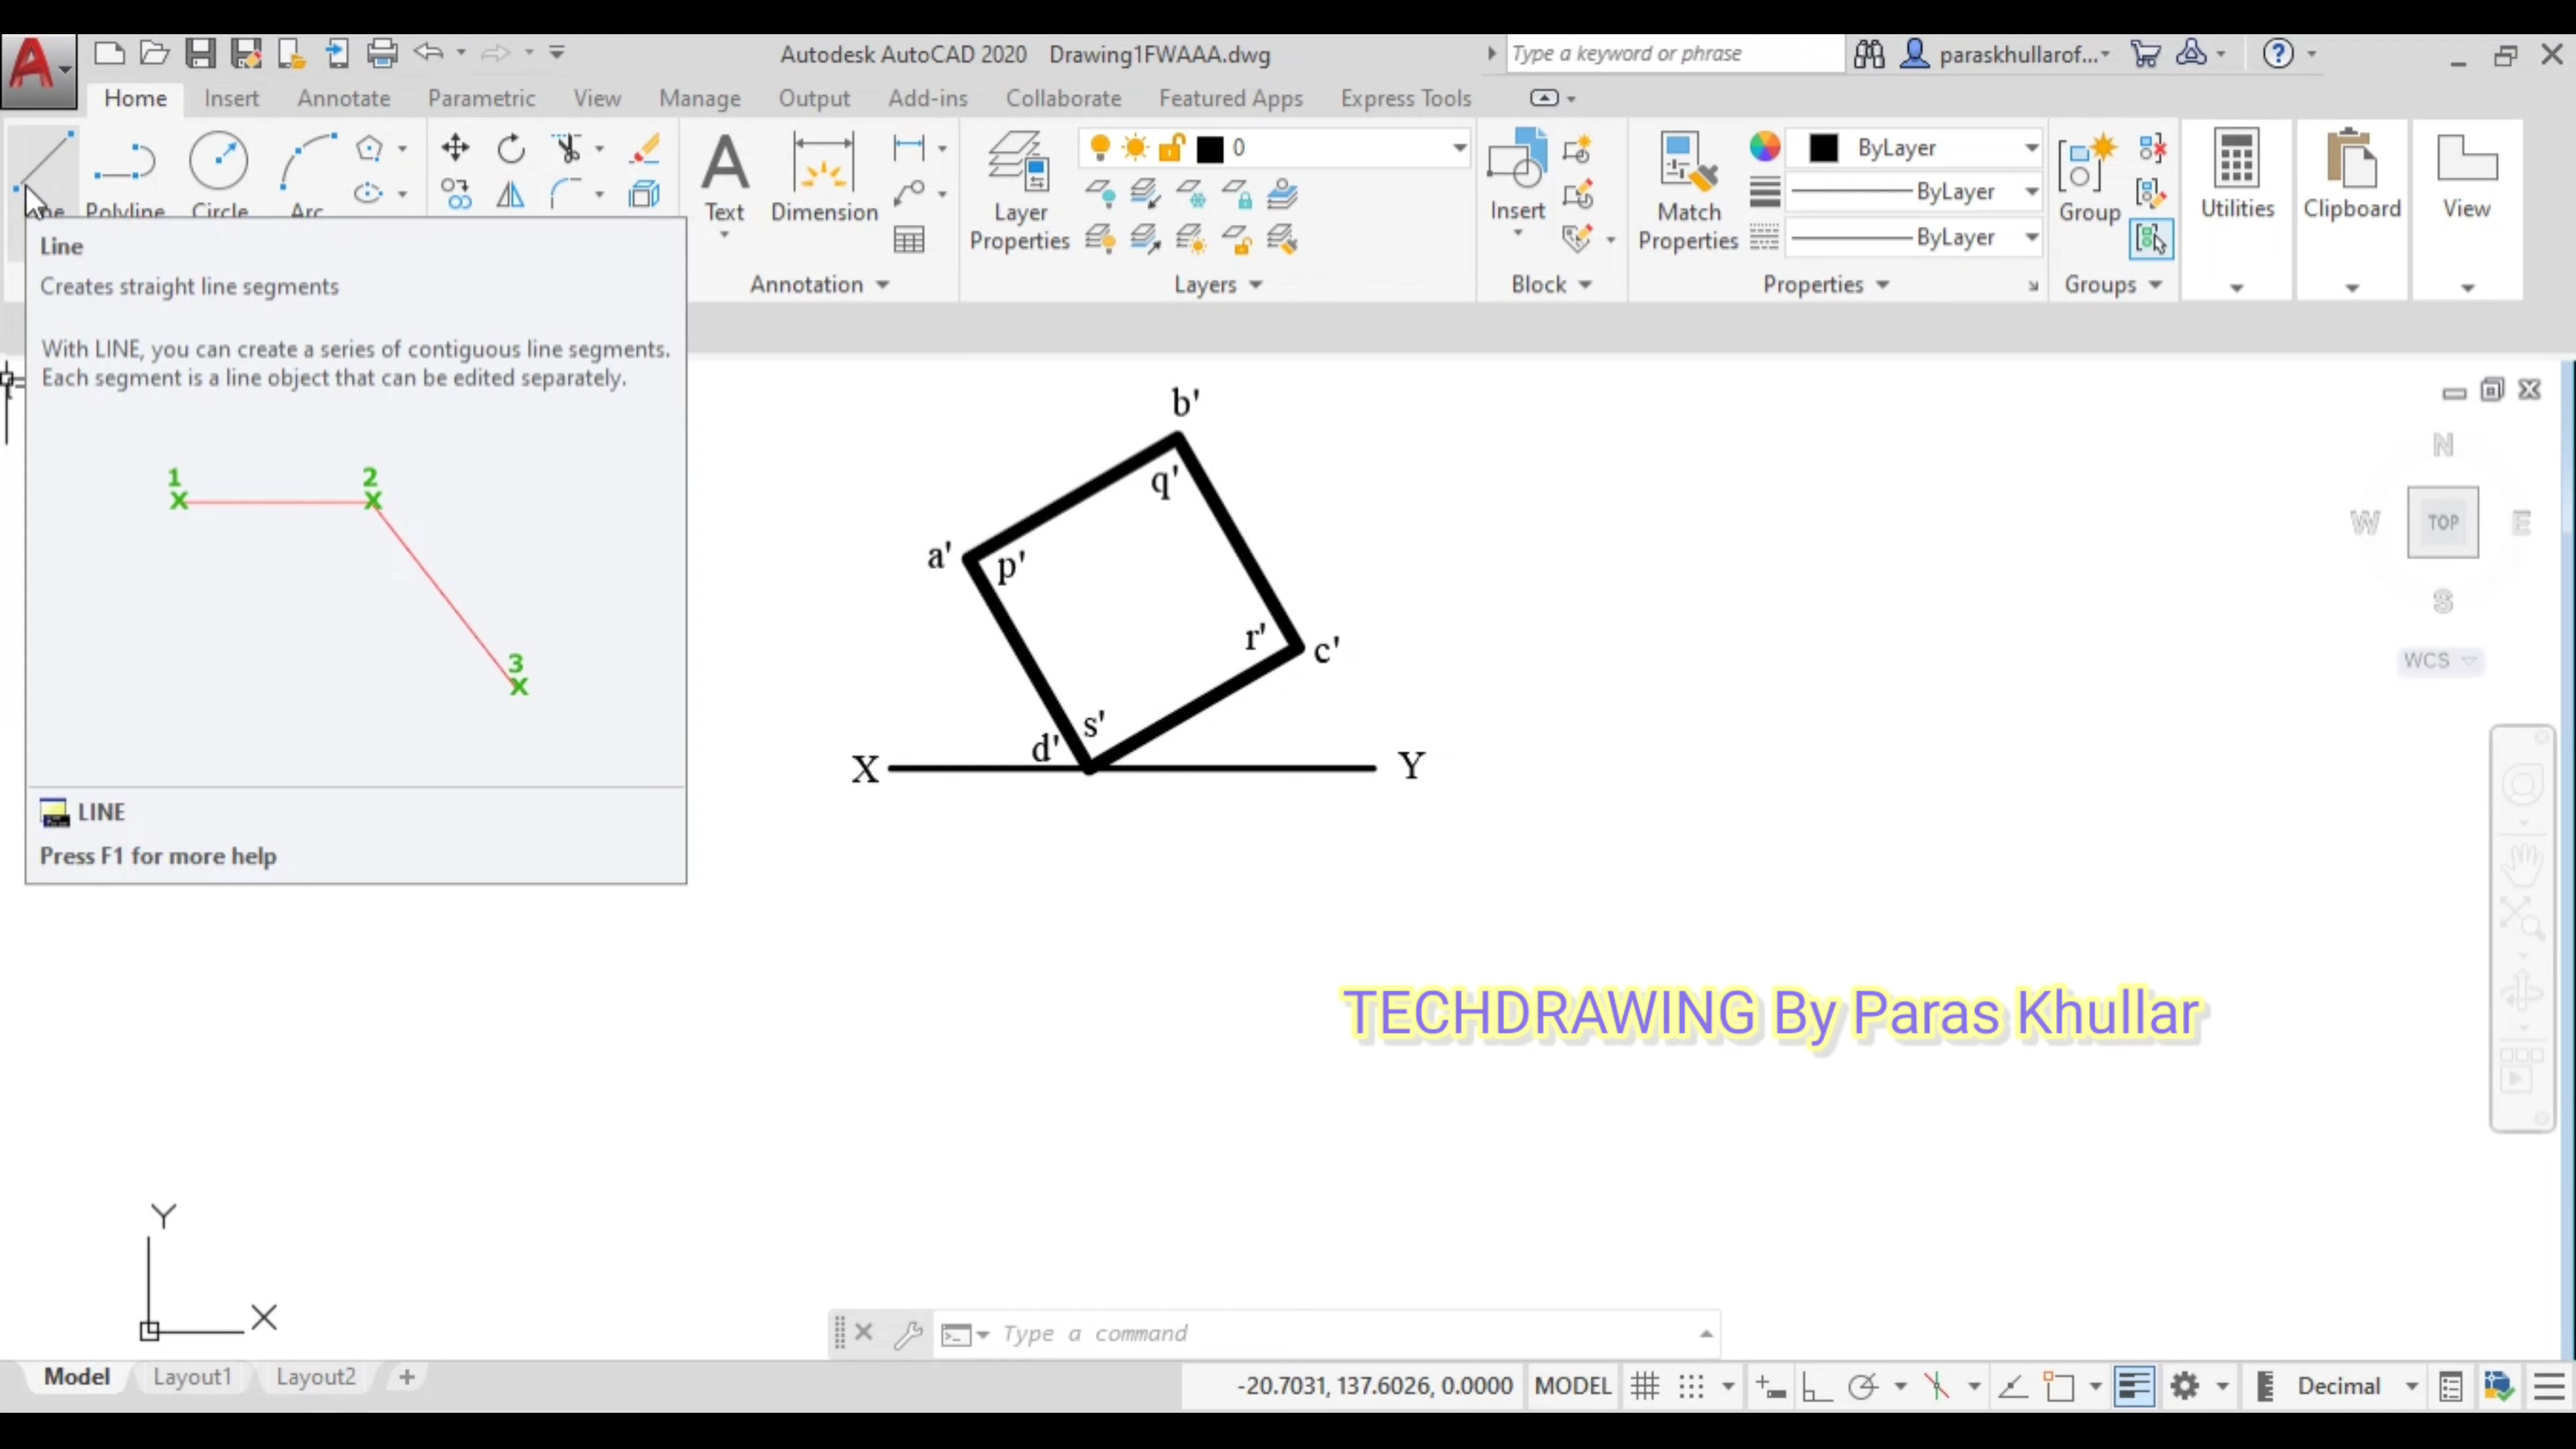 Autodesk AutoCAD 2020 Drawing1FWAAA.dwg
Type a keyword or phrase
paraskhullarof...
Home Insert Annotate Parametric View Manage Output Add-ins Collaborate Featured Apps Express Tools
Polyline Circle Arc
Text Dimension
Layer Properties
0
Insert
Match Properties
ByLayer
ByLayer
ByLayer
Group
Utilities
Clipboard
View
Annotation
Layers
Block
Properties
Groups
Line
Creates straight line segments
With LINE, you can create a series of contiguous line segments.
Each segment is a line object that can be edited separately.
1 2
3
LINE
Press F1 for more help
b'
q'
a' p'
r' c'
s'
d'
X Y
N
W TOP E
S
WCS
TECHDRAWING By Paras Khullar
Y
X
Type a command
Model Layout1 Layout2 +
-20.7031, 137.6026, 0.0000 MODEL
Decimal